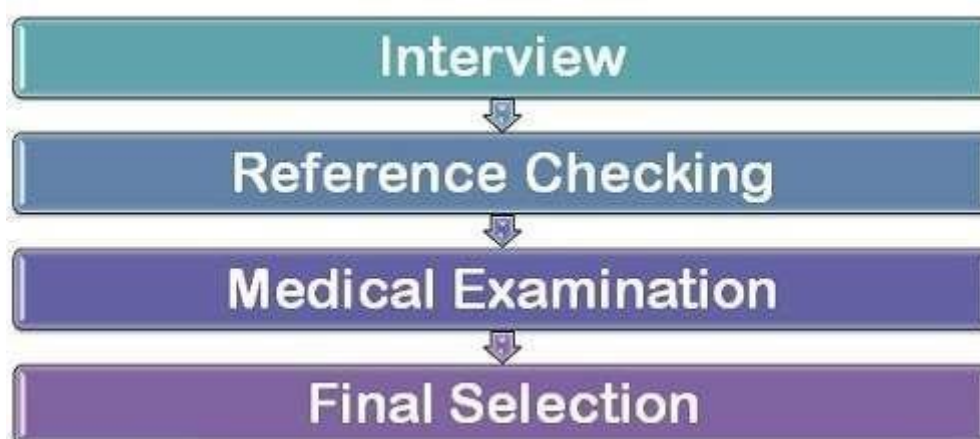 Interview
Reference Checking
Medical Examination
Final Selection